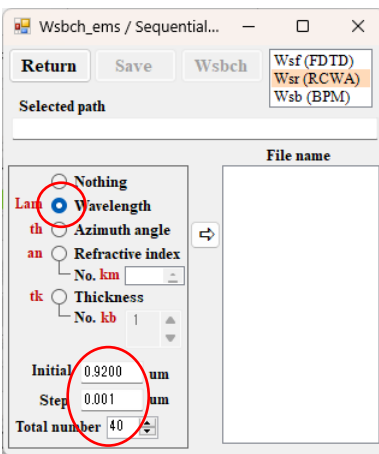 Wsbch_ems / Sequential...
Return Save Wsbch
Wsf (FDTD)
Wsr (RCWA)
Wsb (BPM)
Selected path
File name
Nothing
Lam Wavelength
th Azimuth angle
an Refractive index
No. km
tk Thickness
No. kb 1
Initial 0.9200 um
Step 0.001 um
Total number 40